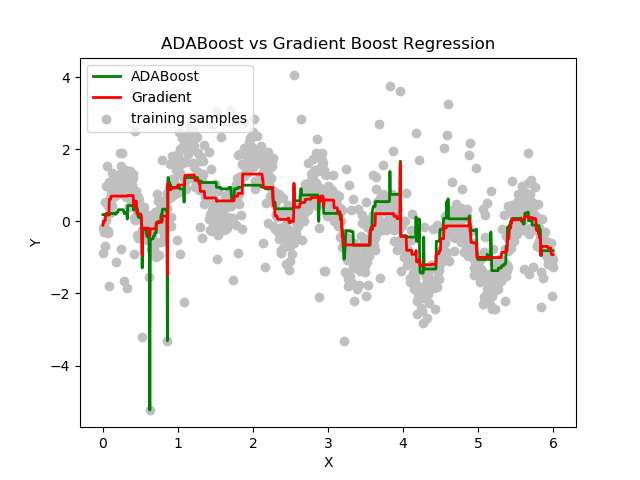 ADABoost vs Gradient Boost Regression
ADABoost
Gradient
training samples
4
2
0
−2
−4
Y
0 1 2 3 4 5 6
X